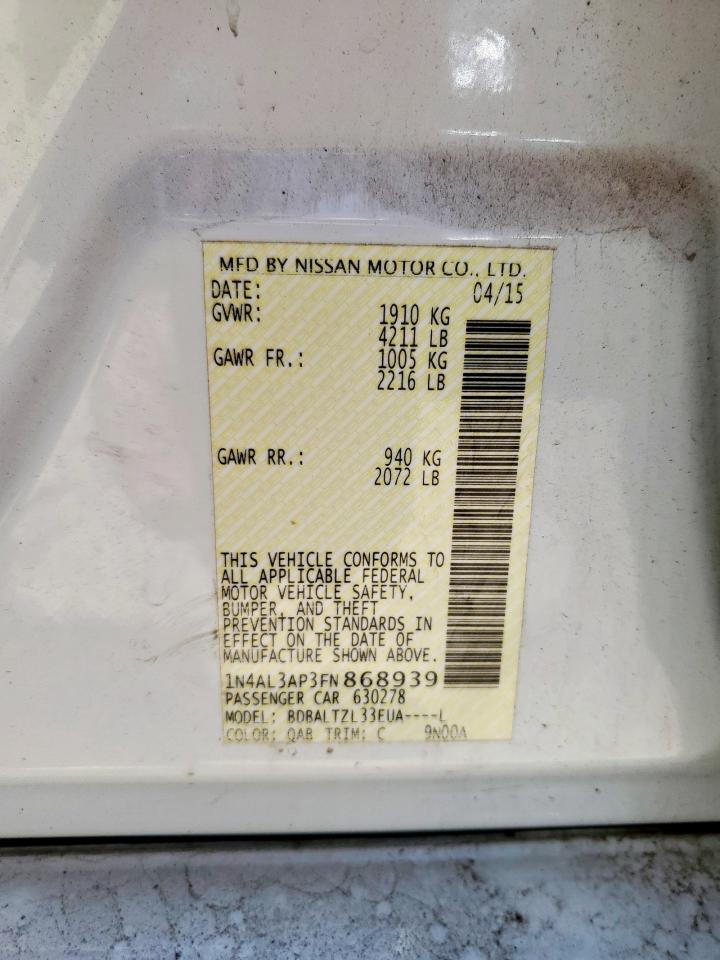 MFD BY NISSAN MOTOR CO., LTD.
DATE: 04/15
GVWR: 1910 KG
4211 LB
GAWR FR.: 1005 KG
2216 LB
GAWR RR.: 940 KG
2072 LB
THIS VEHICLE CONFORMS TO
ALL APPLICABLE FEDERAL
MOTOR VEHICLE SAFETY,
BUMPER, AND THEFT
PREVENTION STANDARDS IN
EFFECT ON THE DATE OF
MANUFACTURE SHOWN ABOVE.
1N4AL3AP3FN868939
PASSENGER CAR 630278
MODEL: BDBALTZL33EUA----L
COLOR: QAB TRIM: C 9N00A